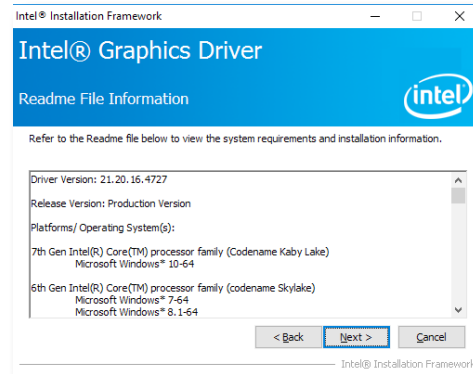 Intel® Installation Framework
Intel® Graphics Driver
Readme File Information
intel
Refer to the Readme file below to view the system requirements and installation information.
Driver Version: 21.20.16.4727
Release Version: Production Version
Platforms/ Operating System(s):
7th Gen Intel(R) Core(TM) processor family (Codename Kaby Lake)
Microsoft Windows* 10-64
6th Gen Intel(R) Core(TM) processor family (codename Skylake)
Microsoft Windows* 7-64
Microsoft Windows* 8.1-64
< Back Next > Cancel
Intel® Installation Framework